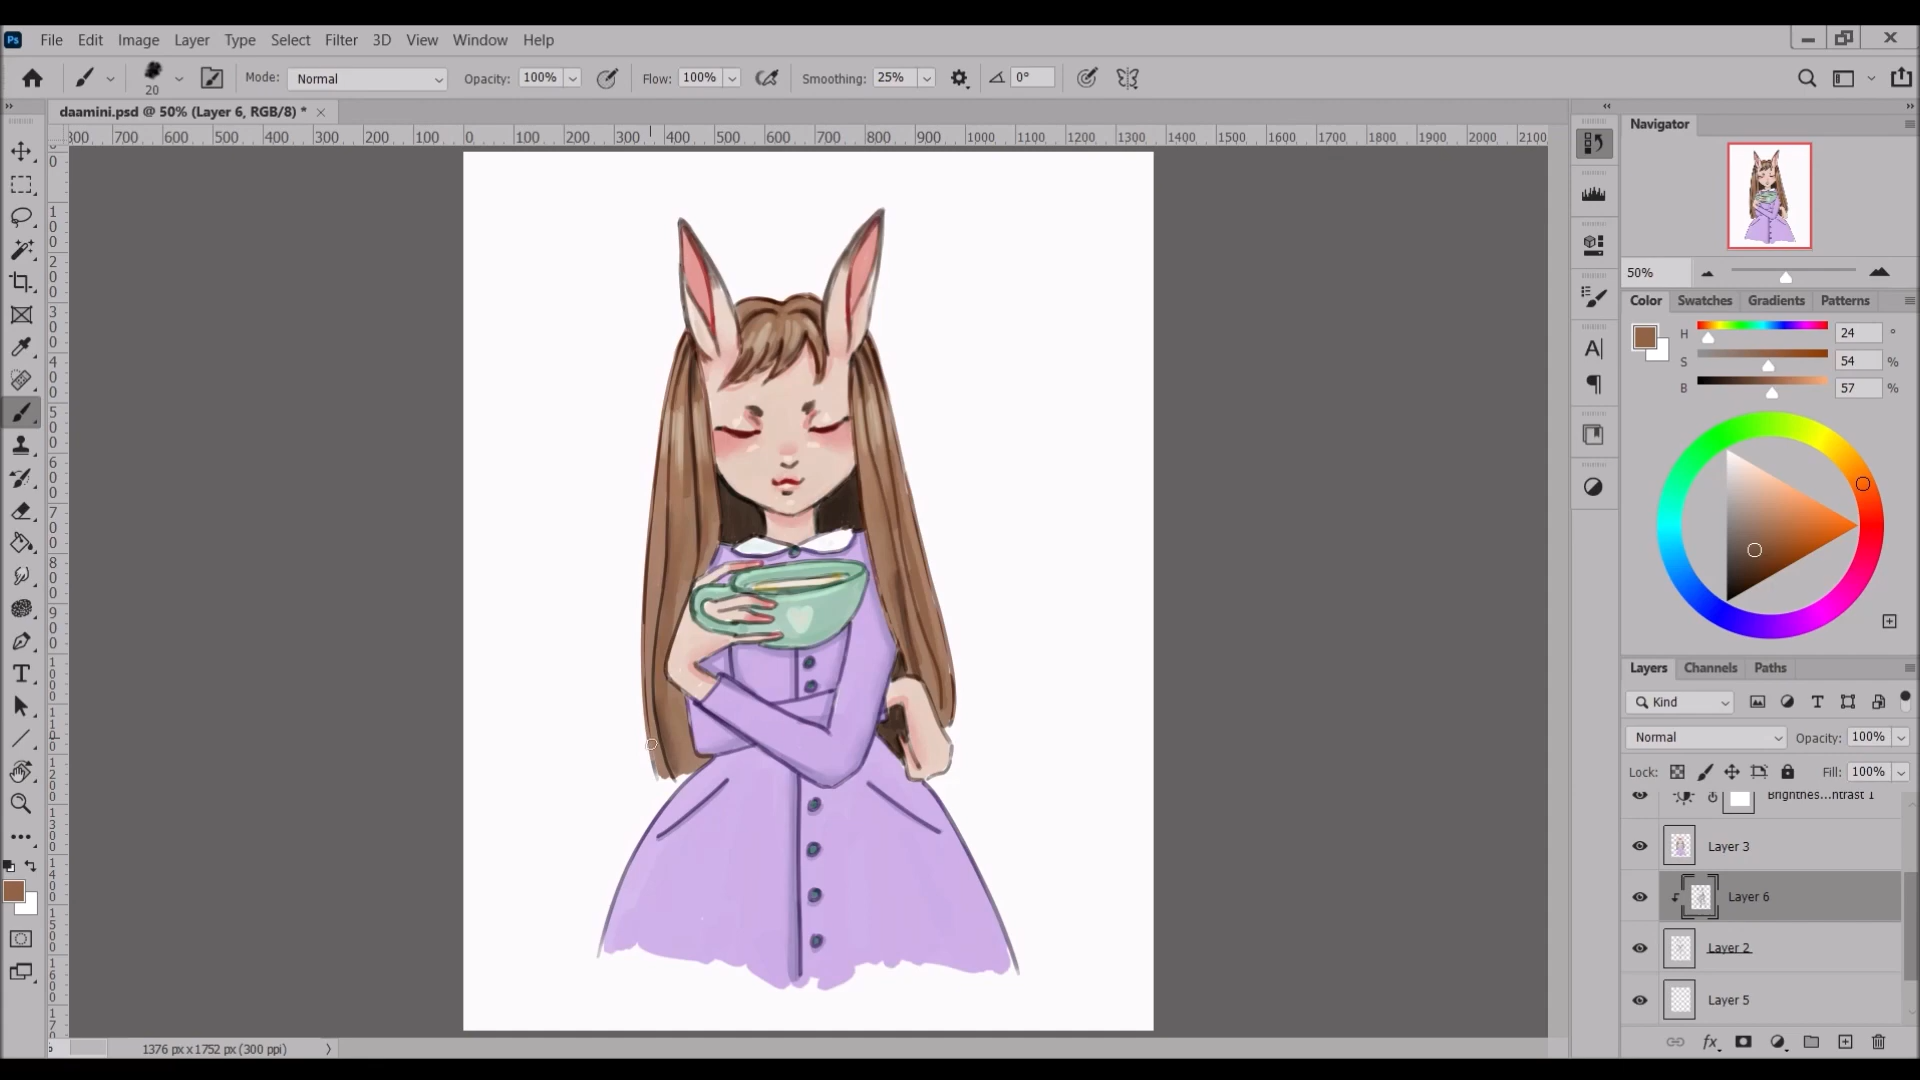 Ps File Edit Image Layer Type Select Filter 3D View Window Help
20 Mode: Normal Opacity: 100% Flow: 100% Smoothing: 25% 0°
daamini.psd @ 50% (Layer 6, RGB/8) *
700 600 500 400 300 200 100 0 100 200 300 400 500 600 700 800 900 1000 1100 1200 1300 1400 1500 1600 1700 1800 1900 2000 2100
Navigator
50%
Color Swatches Gradients Patterns
H 24 °
S 54 %
B 57 %
Layers Channels Paths
Kind
Normal Opacity: 100%
Lock: Fill: 100%
Brightnes...ntrast 1
Layer 3
Layer 6
Layer 2
Layer 5
fx
1376 px x 1752 px (300 ppi)